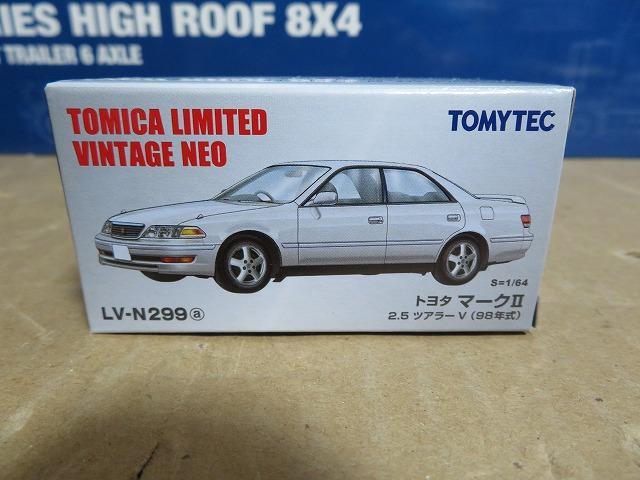 IES HIGH ROOF 8X4
TRAILER 6 AXLE
TOMICA LIMITED
VINTAGE NEO
TOMYTEC
S=1/64
LV-N299 ⓐ
トヨタ マークⅡ
2.5 ツアラーV（98年式）